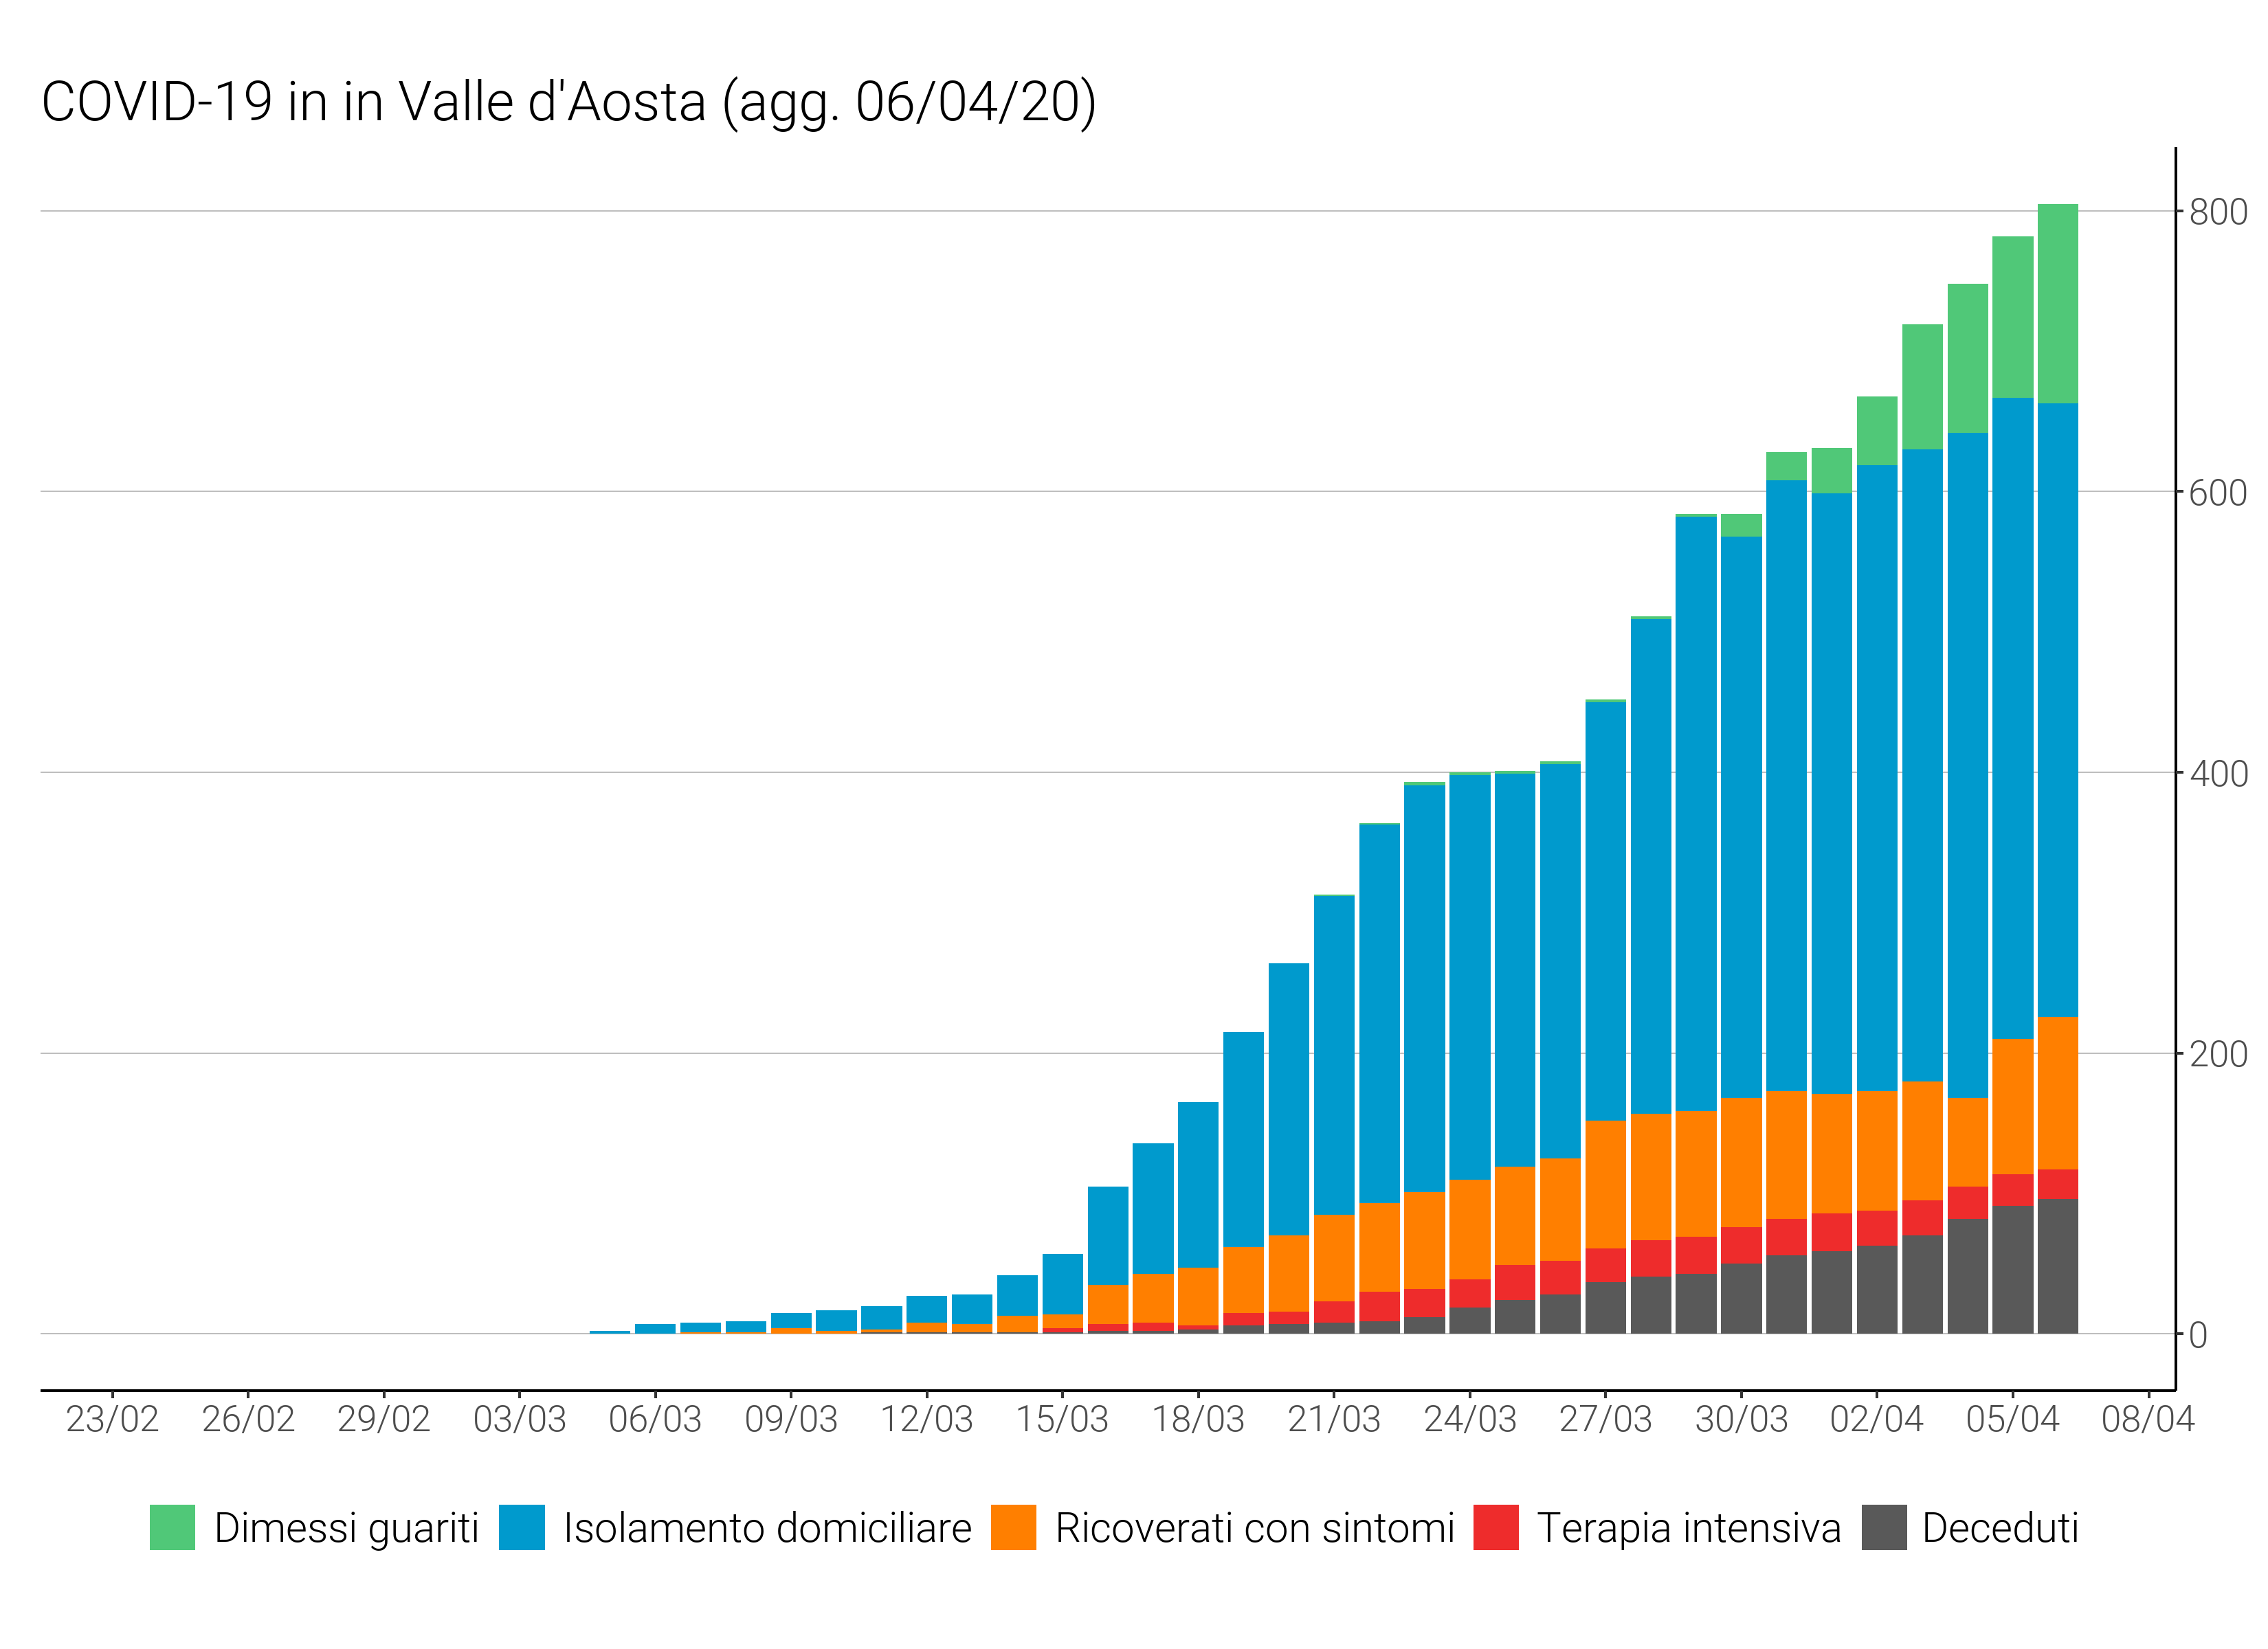 COVID-19 in in Valle d'Aosta (agg. 06/04/20)
800
600
400
200
0
23/02 26/02 29/02 03/03 06/03 09/03 12/03 15/03 18/03 21/03 24/03 27/03 30/03 02/04 05/04 08/04
Dimessi guariti Isolamento domiciliare Ricoverati con sintomi Terapia intensiva Deceduti